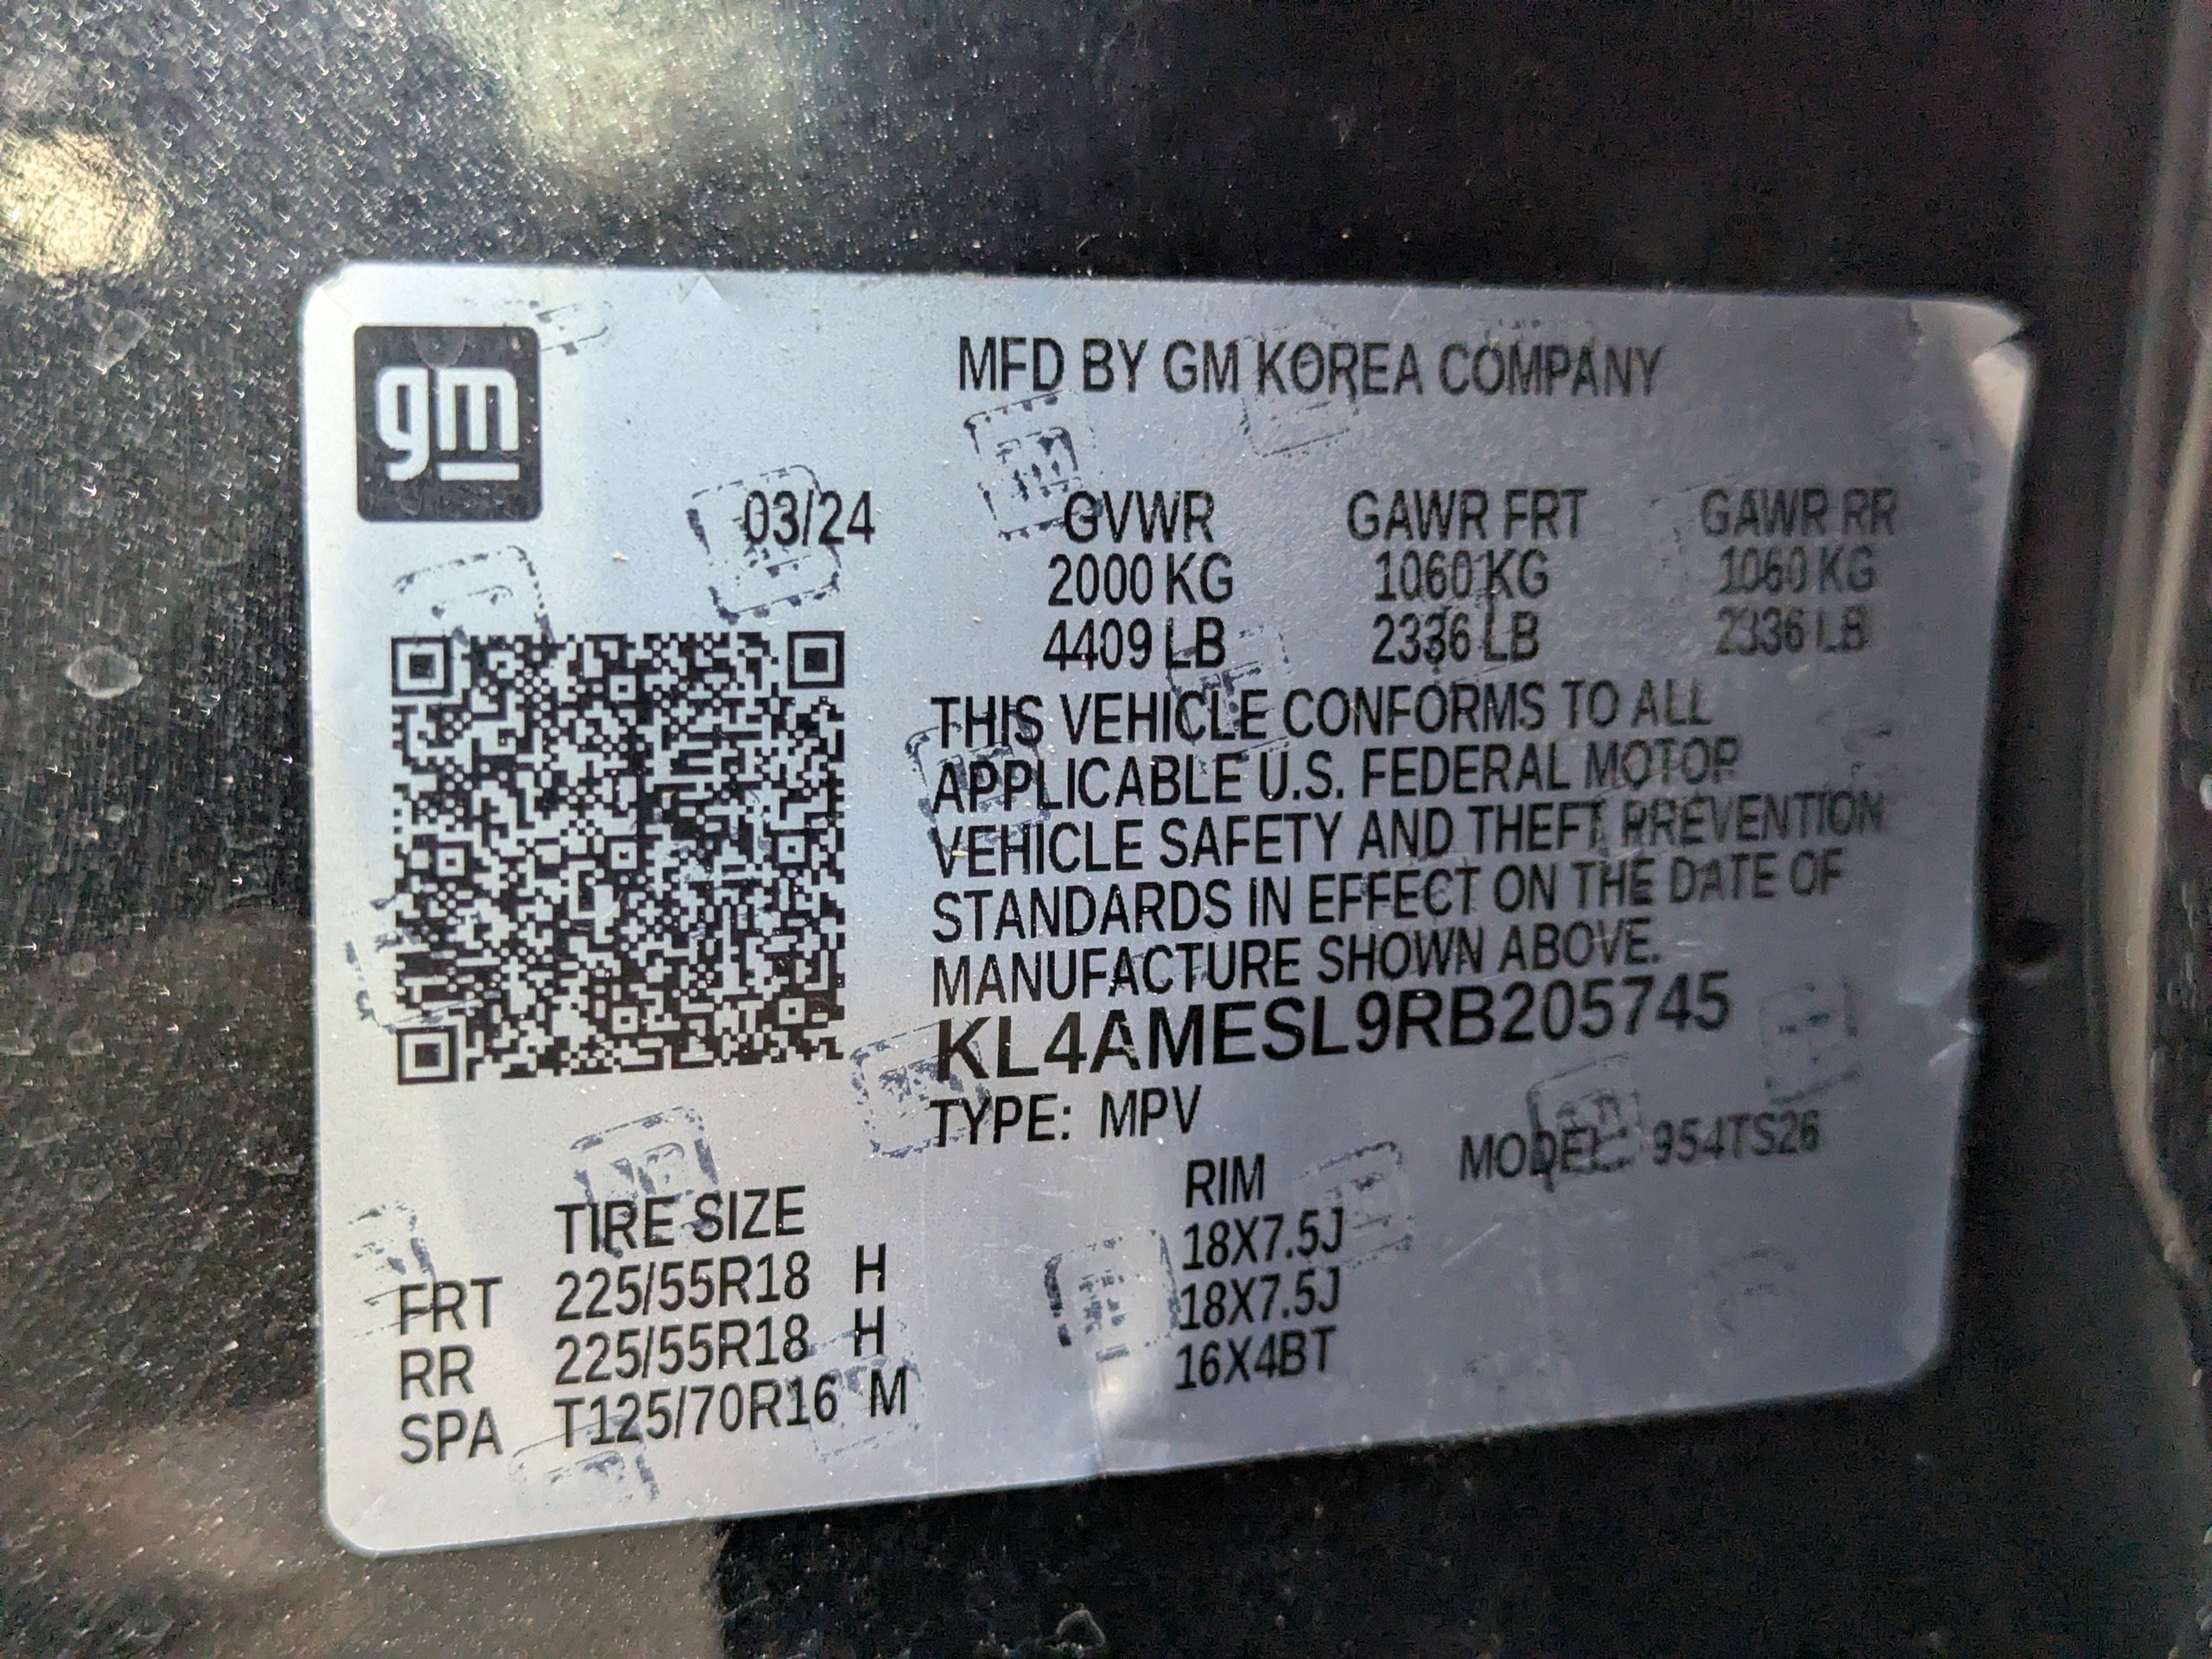 gm
MFD BY GM KOREA COMPANY
03/24 GVWR GAWR FRT GAWR RR
2000 KG 1060 KG 1060 KG
4409 LB 2336 LB 2336 LB
THIS VEHICLE CONFORMS TO ALL
APPLICABLE U.S. FEDERAL MOTOR
VEHICLE SAFETY AND THEFT PREVENTION
STANDARDS IN EFFECT ON THE DATE OF
MANUFACTURE SHOWN ABOVE.
KL4AMESL9RB205745
TYPE: MPV
MODEL: 954TS26
TIRE SIZE RIM
FRT 225/55R18 H 18X7.5J
RR 225/55R18 H 18X7.5J
SPA T125/70R16 M 16X4BT